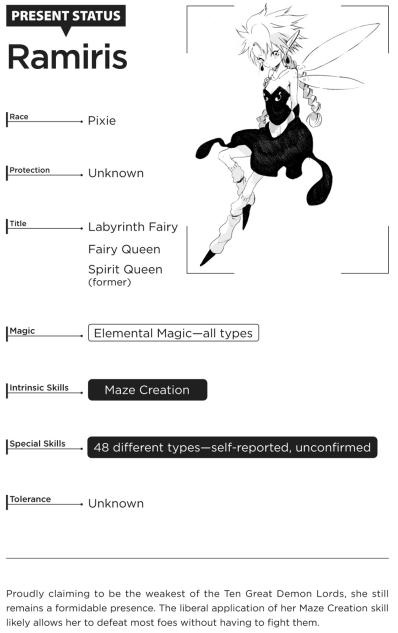 PRESENT STATUS
Ramiris
Race
Pixie
Protection
Unknown
Title
Labyrinth Fairy
Fairy Queen
Spirit Queen
(former)
Magic
Elemental Magic—all types
Intrinsic Skills
Maze Creation
Special Skills
48 different types—self-reported, unconfirmed
Tolerance
Unknown
Proudly claiming to be the weakest of the Ten Great Demon Lords, she still
remains a formidable presence. The liberal application of her Maze Creation skill
likely allows her to defeat most foes without having to fight them.